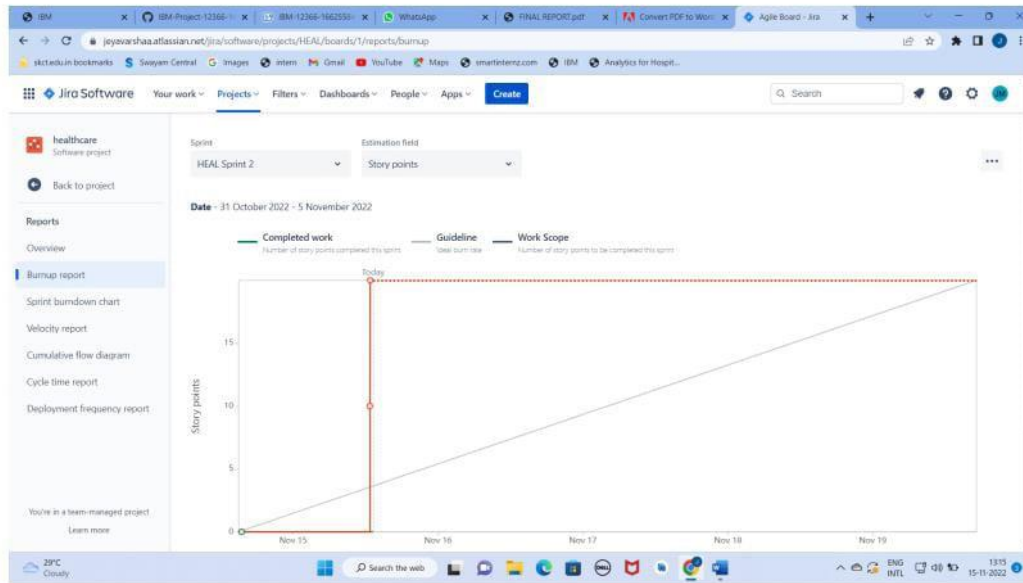 IBM
IBM-Project-12366-1
IBM-12366-1662553
WhatsApp
FINAL REPORT.pdf
Convert PDF to Word
Agile Board - Jira
jeyavarshaa.atlassian.net/jira/software/projects/HEAL/boards/1/reports/burnup
skct.edu.in bookmarks Swayam Central Images intern Gmail YouTube Maps smartinternz.com IBM Analytics for Hospit...
Jira Software Your work Projects Filters Dashboards People Apps Create Search
healthcare
Software project
Back to project
Reports
Overview
Burnup report
Sprint burndown chart
Velocity report
Cumulative flow diagram
Cycle time report
Deployment frequency report
You're in a team-managed project
Learn more
Sprint Estimation field
HEAL Sprint 2 Story points
Date - 31 October 2022 - 5 November 2022
Completed work Guideline Work Scope
Number of story points completed this sprint Ideal burn rate Number of story points to be completed this sprint
Today
15
10
5
0
Story points
Nov 15 Nov 16 Nov 17 Nov 18 Nov 19
29°C
Cloudy
Search the web
ENG
INTL
13:15
15-11-2022